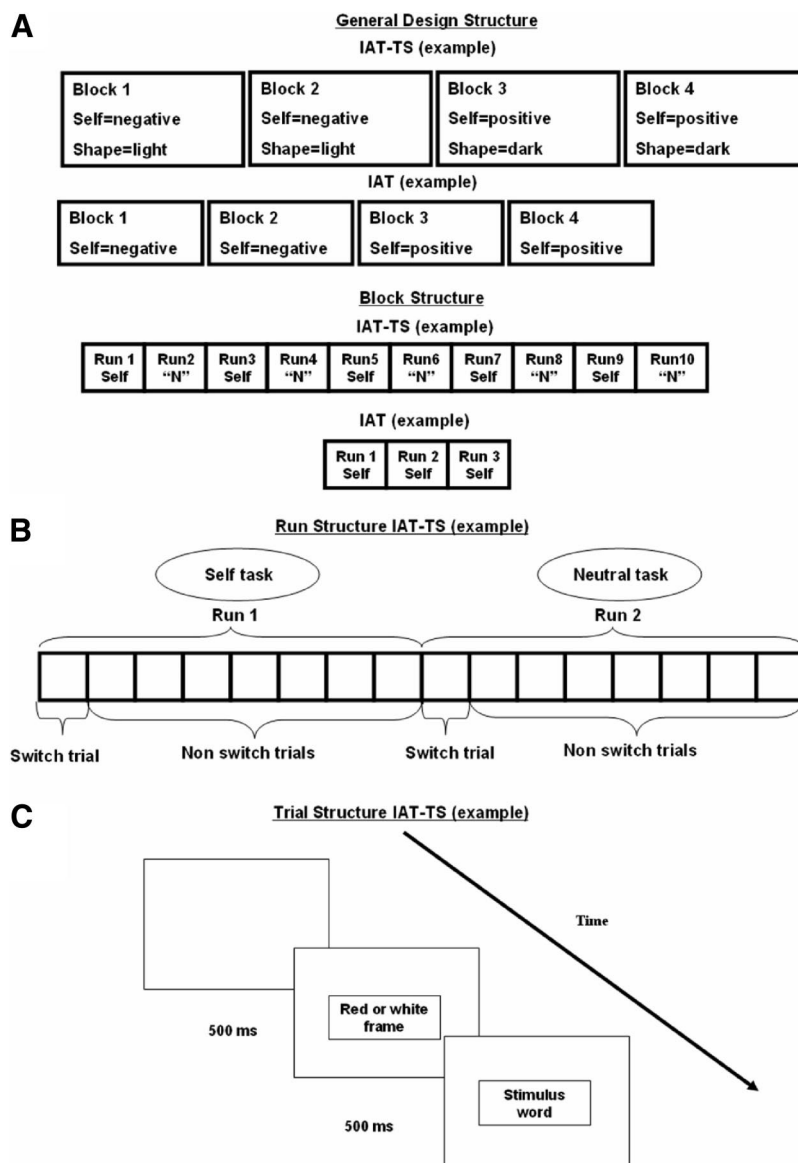 A
General Design Structure
IAT-TS (example)
Block 1 Block 2 Block 3 Block 4
Self=negative Self=negative Self=positive Self=positive
Shape=light Shape=light Shape=dark Shape=dark
IAT (example)
Block 1 Block 2 Block 3 Block 4
Self=negative Self=negative Self=positive Self=positive
Block Structure
IAT-TS (example)
Run 1 Run2 Run3 Run4 Run5 Run6 Run7 Run8 Run9 Run10
Self “N” Self “N” Self “N” Self “N” Self “N”
IAT (example)
Run 1 Run 2 Run 3
Self Self Self
B
Run Structure IAT-TS (example)
Self task Neutral task
Run 1 Run 2
Switch trial Non switch trials Switch trial Non switch trials
C
Trial Structure IAT-TS (example)
Time
Red or white
frame
500 ms
Stimulus
word
500 ms